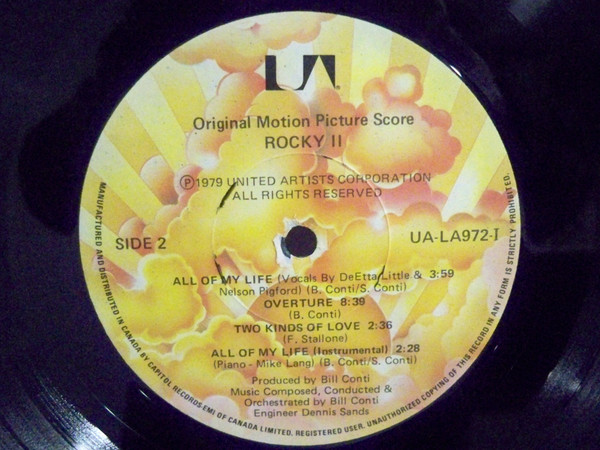 UA
Original Motion Picture Score
ROCKY II
Ⓟ1979 UNITED ARTISTS CORPORATION
ALL RIGHTS RESERVED
SIDE 2
UA-LA972-I
ALL OF MY LIFE (Vocals By DeEtta Little & 3:59
Nelson Pigford) (B. Conti/S. Conti)
OVERTURE 8:39
(B. Conti)
TWO KINDS OF LOVE 2:36
(F. Stallone)
ALL OF MY LIFE (Instrumental) 2:28
(Piano - Mike Lang) (B. Conti/S. Conti)
Produced by Bill Conti
Music Composed, Conducted &
Orchestrated by Bill Conti
Engineer Dennis Sands
MANUFACTURED AND DISTRIBUTED IN CANADA BY CAPITOL RECORDS-EMI OF CANADA LIMITED, REGISTERED USER. UNAUTHORIZED COPYING OF THIS RECORD IN ANY FORM IS STRICTLY PROHIBITED.